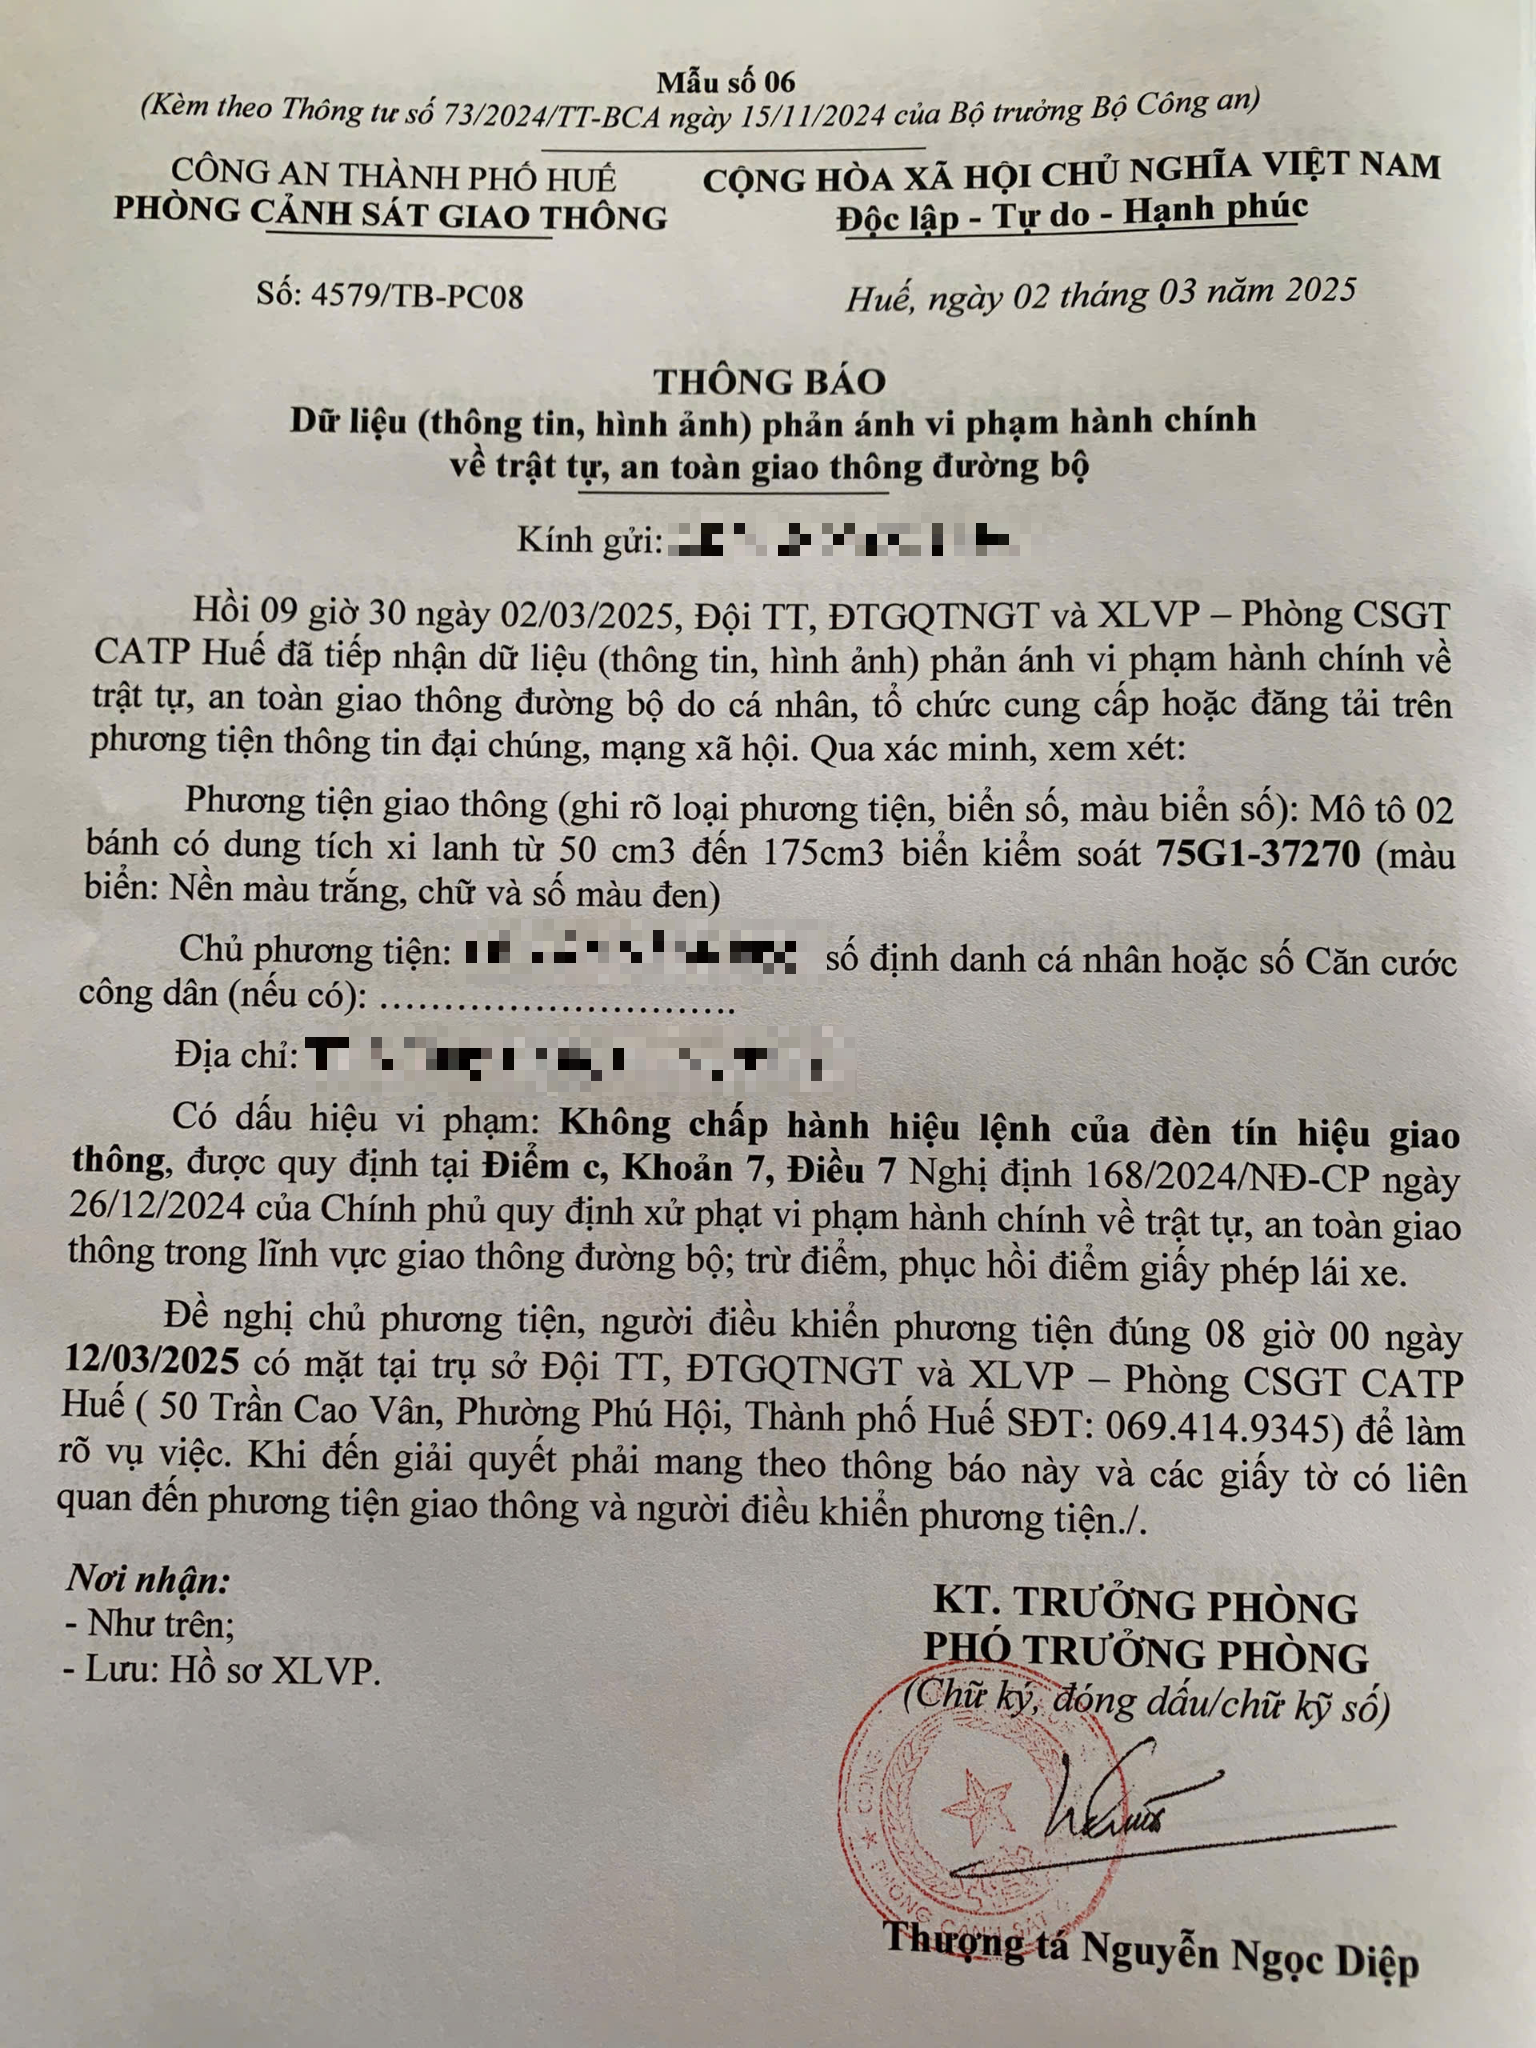 Mẫu số 06
(Kèm theo Thông tư số 73/2024/TT-BCA ngày 15/11/2024 của Bộ trưởng Bộ Công an)
CÔNG AN THÀNH PHỐ HUẾ
PHÒNG CẢNH SÁT GIAO THÔNG
CỘNG HÒA XÃ HỘI CHỦ NGHĨA VIỆT NAM
Độc lập - Tự do - Hạnh phúc
Số: 4579/TB-PC08
Huế, ngày 02 tháng 03 năm 2025
THÔNG BÁO
Dữ liệu (thông tin, hình ảnh) phản ánh vi phạm hành chính
về trật tự, an toàn giao thông đường bộ
Kính gửi:
Hồi 09 giờ 30 ngày 02/03/2025, Đội TT, ĐTGQTNGT và XLVP – Phòng CSGT
CATP Huế đã tiếp nhận dữ liệu (thông tin, hình ảnh) phản ánh vi phạm hành chính về
trật tự, an toàn giao thông đường bộ do cá nhân, tổ chức cung cấp hoặc đăng tải trên
phương tiện thông tin đại chúng, mạng xã hội. Qua xác minh, xem xét:
Phương tiện giao thông (ghi rõ loại phương tiện, biển số, màu biển số): Mô tô 02
bánh có dung tích xi lanh từ 50 cm3 đến 175cm3 biển kiểm soát 75G1-37270 (màu
biển: Nền màu trắng, chữ và số màu đen)
Chủ phương tiện: số định danh cá nhân hoặc số Căn cước
công dân (nếu có): ................................
Địa chỉ:
Có dấu hiệu vi phạm: Không chấp hành hiệu lệnh của đèn tín hiệu giao
thông, được quy định tại Điểm c, Khoản 7, Điều 7 Nghị định 168/2024/NĐ-CP ngày
26/12/2024 của Chính phủ quy định xử phạt vi phạm hành chính về trật tự, an toàn giao
thông trong lĩnh vực giao thông đường bộ; trừ điểm, phục hồi điểm giấy phép lái xe.
Đề nghị chủ phương tiện, người điều khiển phương tiện đúng 08 giờ 00 ngày
12/03/2025 có mặt tại trụ sở Đội TT, ĐTGQTNGT và XLVP – Phòng CSGT CATP
Huế ( 50 Trần Cao Vân, Phường Phú Hội, Thành phố Huế SĐT: 069.414.9345) để làm
rõ vụ việc. Khi đến giải quyết phải mang theo thông báo này và các giấy tờ có liên
quan đến phương tiện giao thông và người điều khiển phương tiện./.
Nơi nhận:
- Như trên;
- Lưu: Hồ sơ XLVP.
KT. TRƯỞNG PHÒNG
PHÓ TRƯỞNG PHÒNG
(Chữ ký, đóng dấu/chữ kỹ số)
PHÒNG CẢNH SÁT
Thượng tá Nguyễn Ngọc Diệp